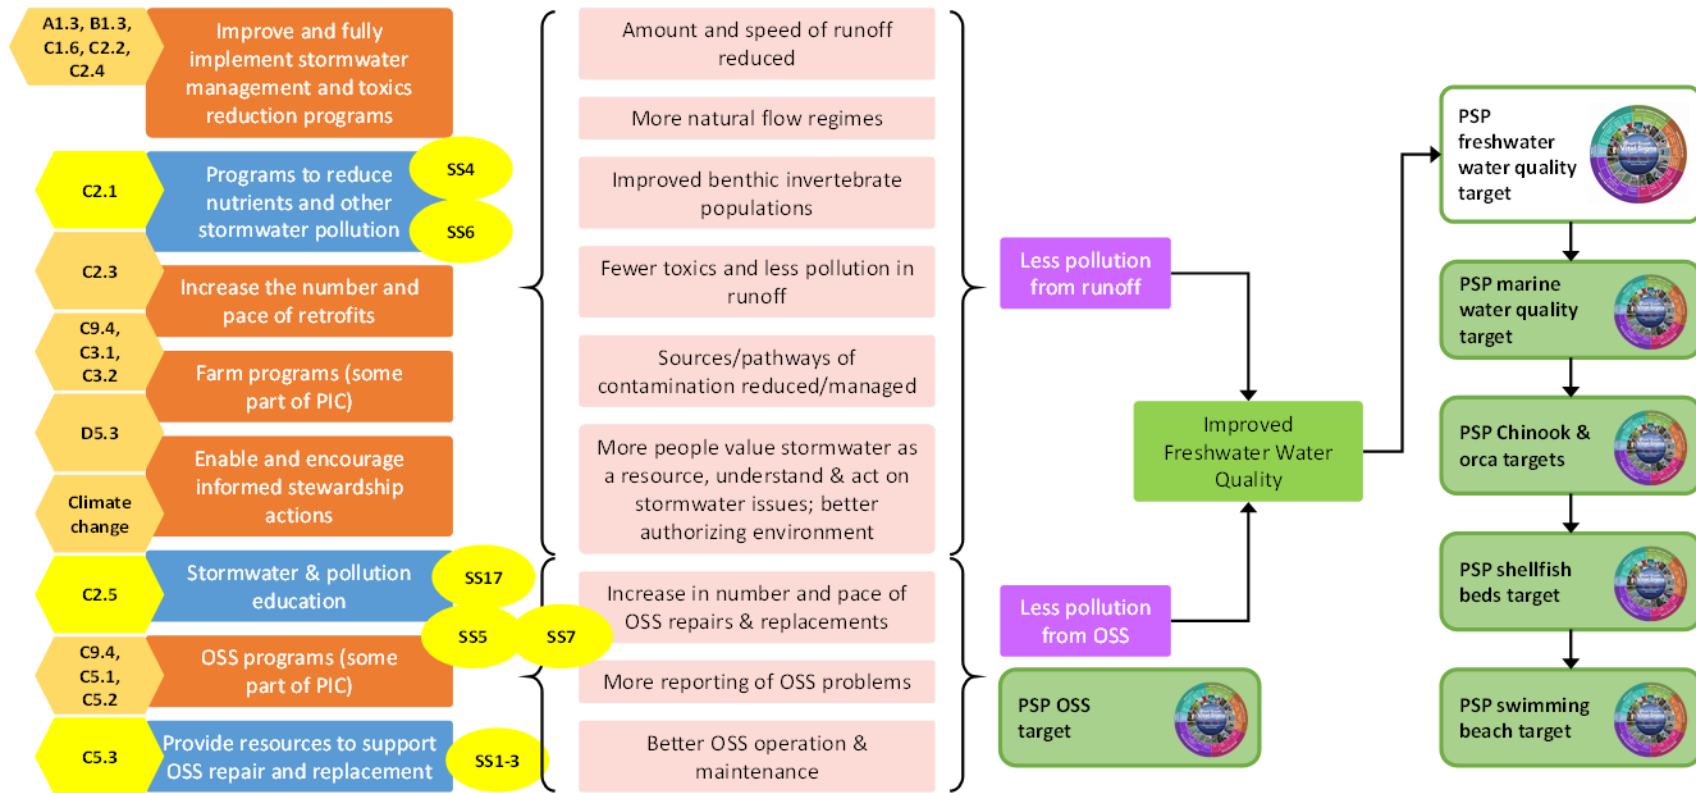 A1.3, B1.3,
C1.6, C2.2,
C2.4
Improve and fully
implement stormwater
management and toxics
reduction programs
C2.1
Programs to reduce
nutrients and other
stormwater pollution
SS4
SS6
C2.3
Increase the number and
pace of retrofits
C9.4,
C3.1,
C3.2
Farm programs (some
part of PIC)
D5.3
Enable and encourage
informed stewardship
actions
Climate
change
C2.5
Stormwater & pollution
education
SS17
SS5
SS7
C9.4,
C5.1,
C5.2
OSS programs (some
part of PIC)
C5.3
Provide resources to support
OSS repair and replacement
SS1-3
Amount and speed of runoff
reduced
More natural flow regimes
Improved benthic invertebrate
populations
Fewer toxics and less pollution in
runoff
Sources/pathways of
contamination reduced/managed
More people value stormwater as
a resource, understand & act on
stormwater issues; better
authorizing environment
Increase in number and pace of
OSS repairs & replacements
More reporting of OSS problems
Better OSS operation &
maintenance
Less pollution
from runoff
Less pollution
from OSS
PSP OSS
target
Improved
Freshwater Water
Quality
PSP
freshwater
water quality
target
PSP marine
water quality
target
PSP Chinook &
orca targets
PSP shellfish
beds target
PSP swimming
beach target